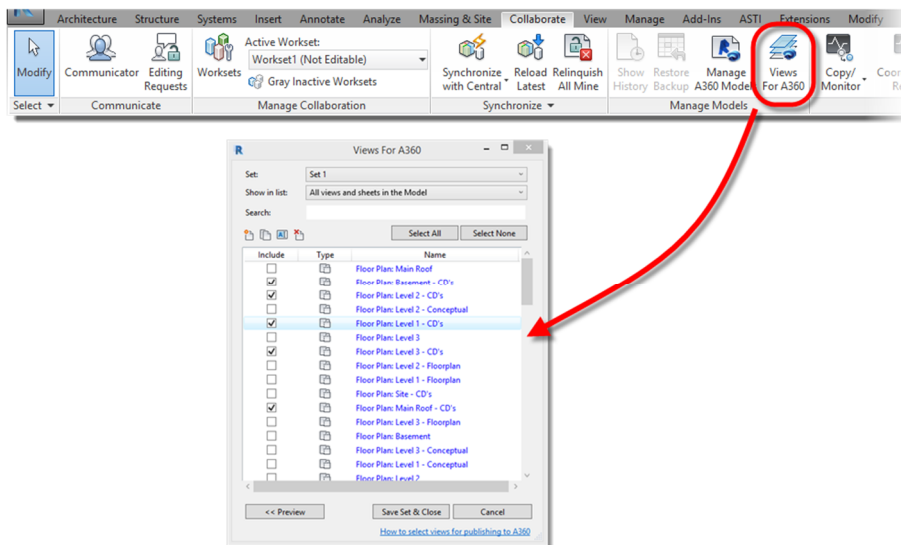 Architecture Structure Systems Insert Annotate Analyze Massing & Site Collaborate View Manage Add-Ins ASTI Extensions Modify
Modify
Select
Communicator
Editing Requests
Communicate
Worksets
Active Workset:
Workset1 (Not Editable)
Gray Inactive Worksets
Manage Collaboration
Synchronize with Central
Reload Latest
Relinquish All Mine
Synchronize
Show History
Restore Backup
Manage A360 Model
Views For A360
Manage Models
Copy/ Monitor
R Views For A360
Set: Set 1
Show in list: All views and sheets in the Model
Search:
Select All Select None
Include Type Name
Floor Plan: Main Roof
Floor Plan: Basement - CD's
Floor Plan: Level 2 - CD's
Floor Plan: Level 2 - Conceptual
Floor Plan: Level 1 - CD's
Floor Plan: Level 3
Floor Plan: Level 3 - CD's
Floor Plan: Level 2 - Floorplan
Floor Plan: Level 1 - Floorplan
Floor Plan: Site - CD's
Floor Plan: Main Roof - CD's
Floor Plan: Level 3 - Floorplan
Floor Plan: Basement
Floor Plan: Level 3 - Conceptual
Floor Plan: Level 1 - Conceptual
Floor Plan: Level 2
<< Preview Save Set & Close Cancel
How to select views for publishing to A360